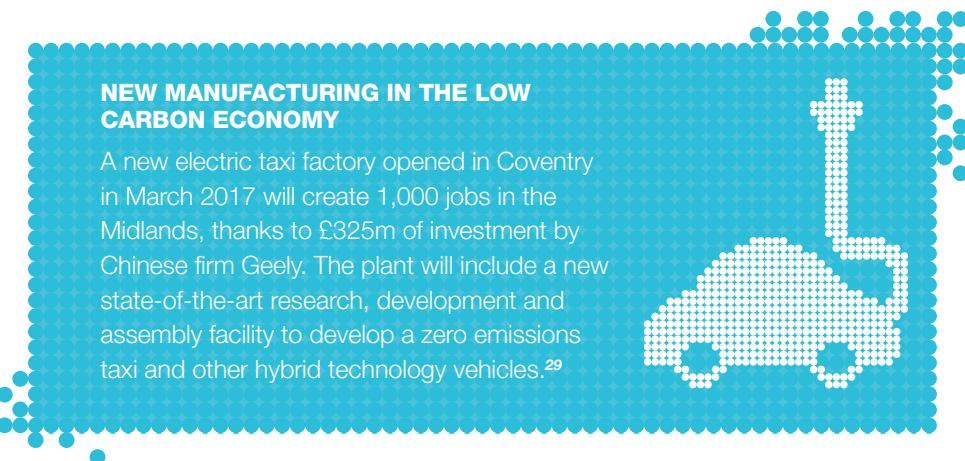 NEW MANUFACTURING IN THE LOW
CARBON ECONOMY
A new electric taxi factory opened in Coventry
in March 2017 will create 1,000 jobs in the
Midlands, thanks to £325m of investment by
Chinese firm Geely. The plant will include a new
state-of-the-art research, development and
assembly facility to develop a zero emissions
taxi and other hybrid technology vehicles.29